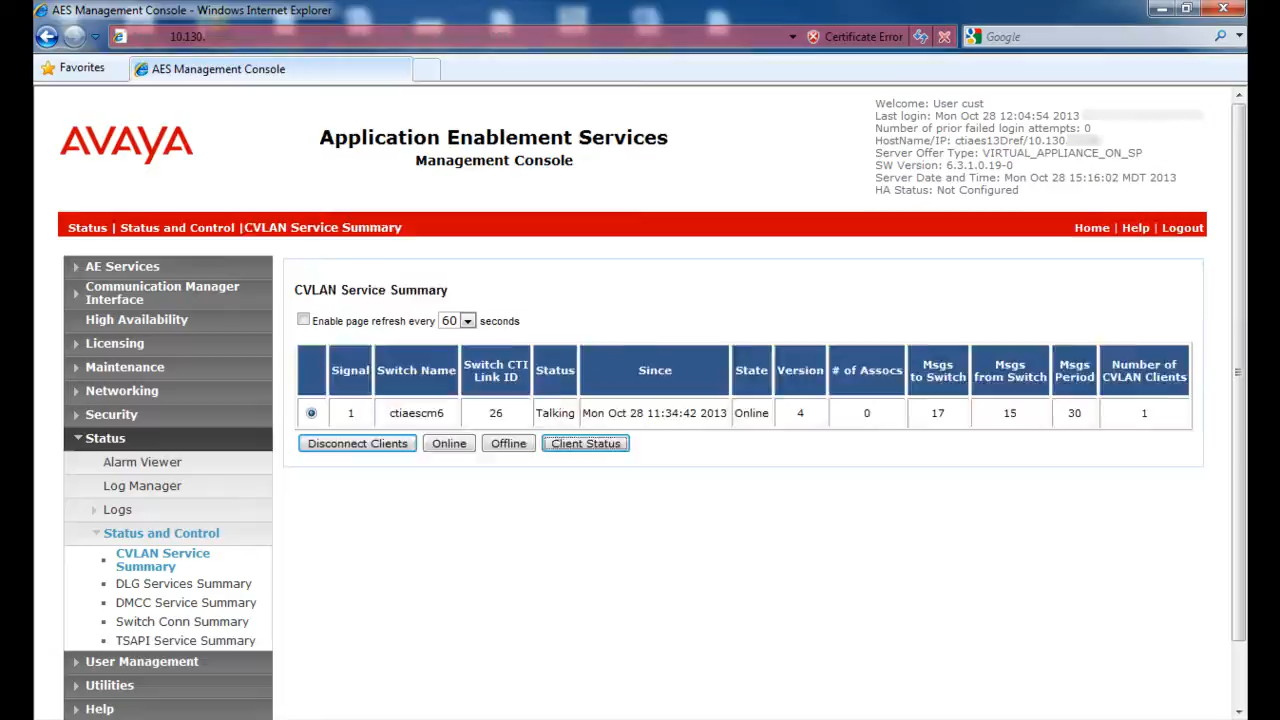 AES Management Console - Windows Internet Explorer
10.130.
Certificate Error
Google
Favorites
AES Management Console
Welcome: User cust
Last login: Mon Oct 28 12:04:54 2013
Number of prior failed login attempts: 0
HostName/IP: ctiaes13Dref/10.130.
Server Offer Type: VIRTUAL_APPLIANCE_ON_SP
SW Version: 6.3.1.0.19-0
Server Date and Time: Mon Oct 28 15:16:02 MDT 2013
HA Status: Not Configured
AVAYA
Application Enablement Services
Management Console
Status | Status and Control |CVLAN Service Summary
Home | Help | Logout
AE Services
Communication Manager
Interface
High Availability
Licensing
Maintenance
Networking
Security
Status
Alarm Viewer
Log Manager
Logs
Status and Control
CVLAN Service
Summary
DLG Services Summary
DMCC Service Summary
Switch Conn Summary
TSAPI Service Summary
User Management
Utilities
Help
CVLAN Service Summary
Enable page refresh every 60 seconds
Signal Switch Name Switch CTI Link ID Status Since State Version # of Assocs Msgs to Switch Msgs from Switch Msgs Period Number of CVLAN Clients
1 ctiaescm6 26 Talking Mon Oct 28 11:34:42 2013 Online 4 0 17 15 30 1
Disconnect Clients Online Offline Client Status